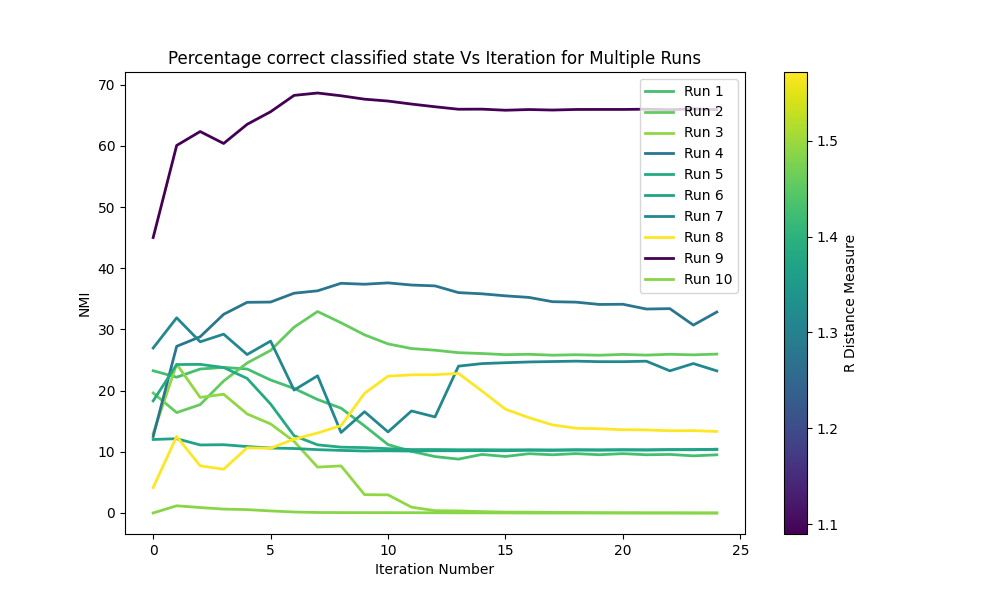 Percentage correct classified state Vs Iteration for Multiple Runs
NMI
70
60
50
40
30
20
10
0
0
5
10
15
20
25
Iteration Number
Run 1
Run 2
Run 3
Run 4
Run 5
Run 6
Run 7
Run 8
Run 9
Run 10
1.5
1.4
1.3
1.2
1.1
R Distance Measure